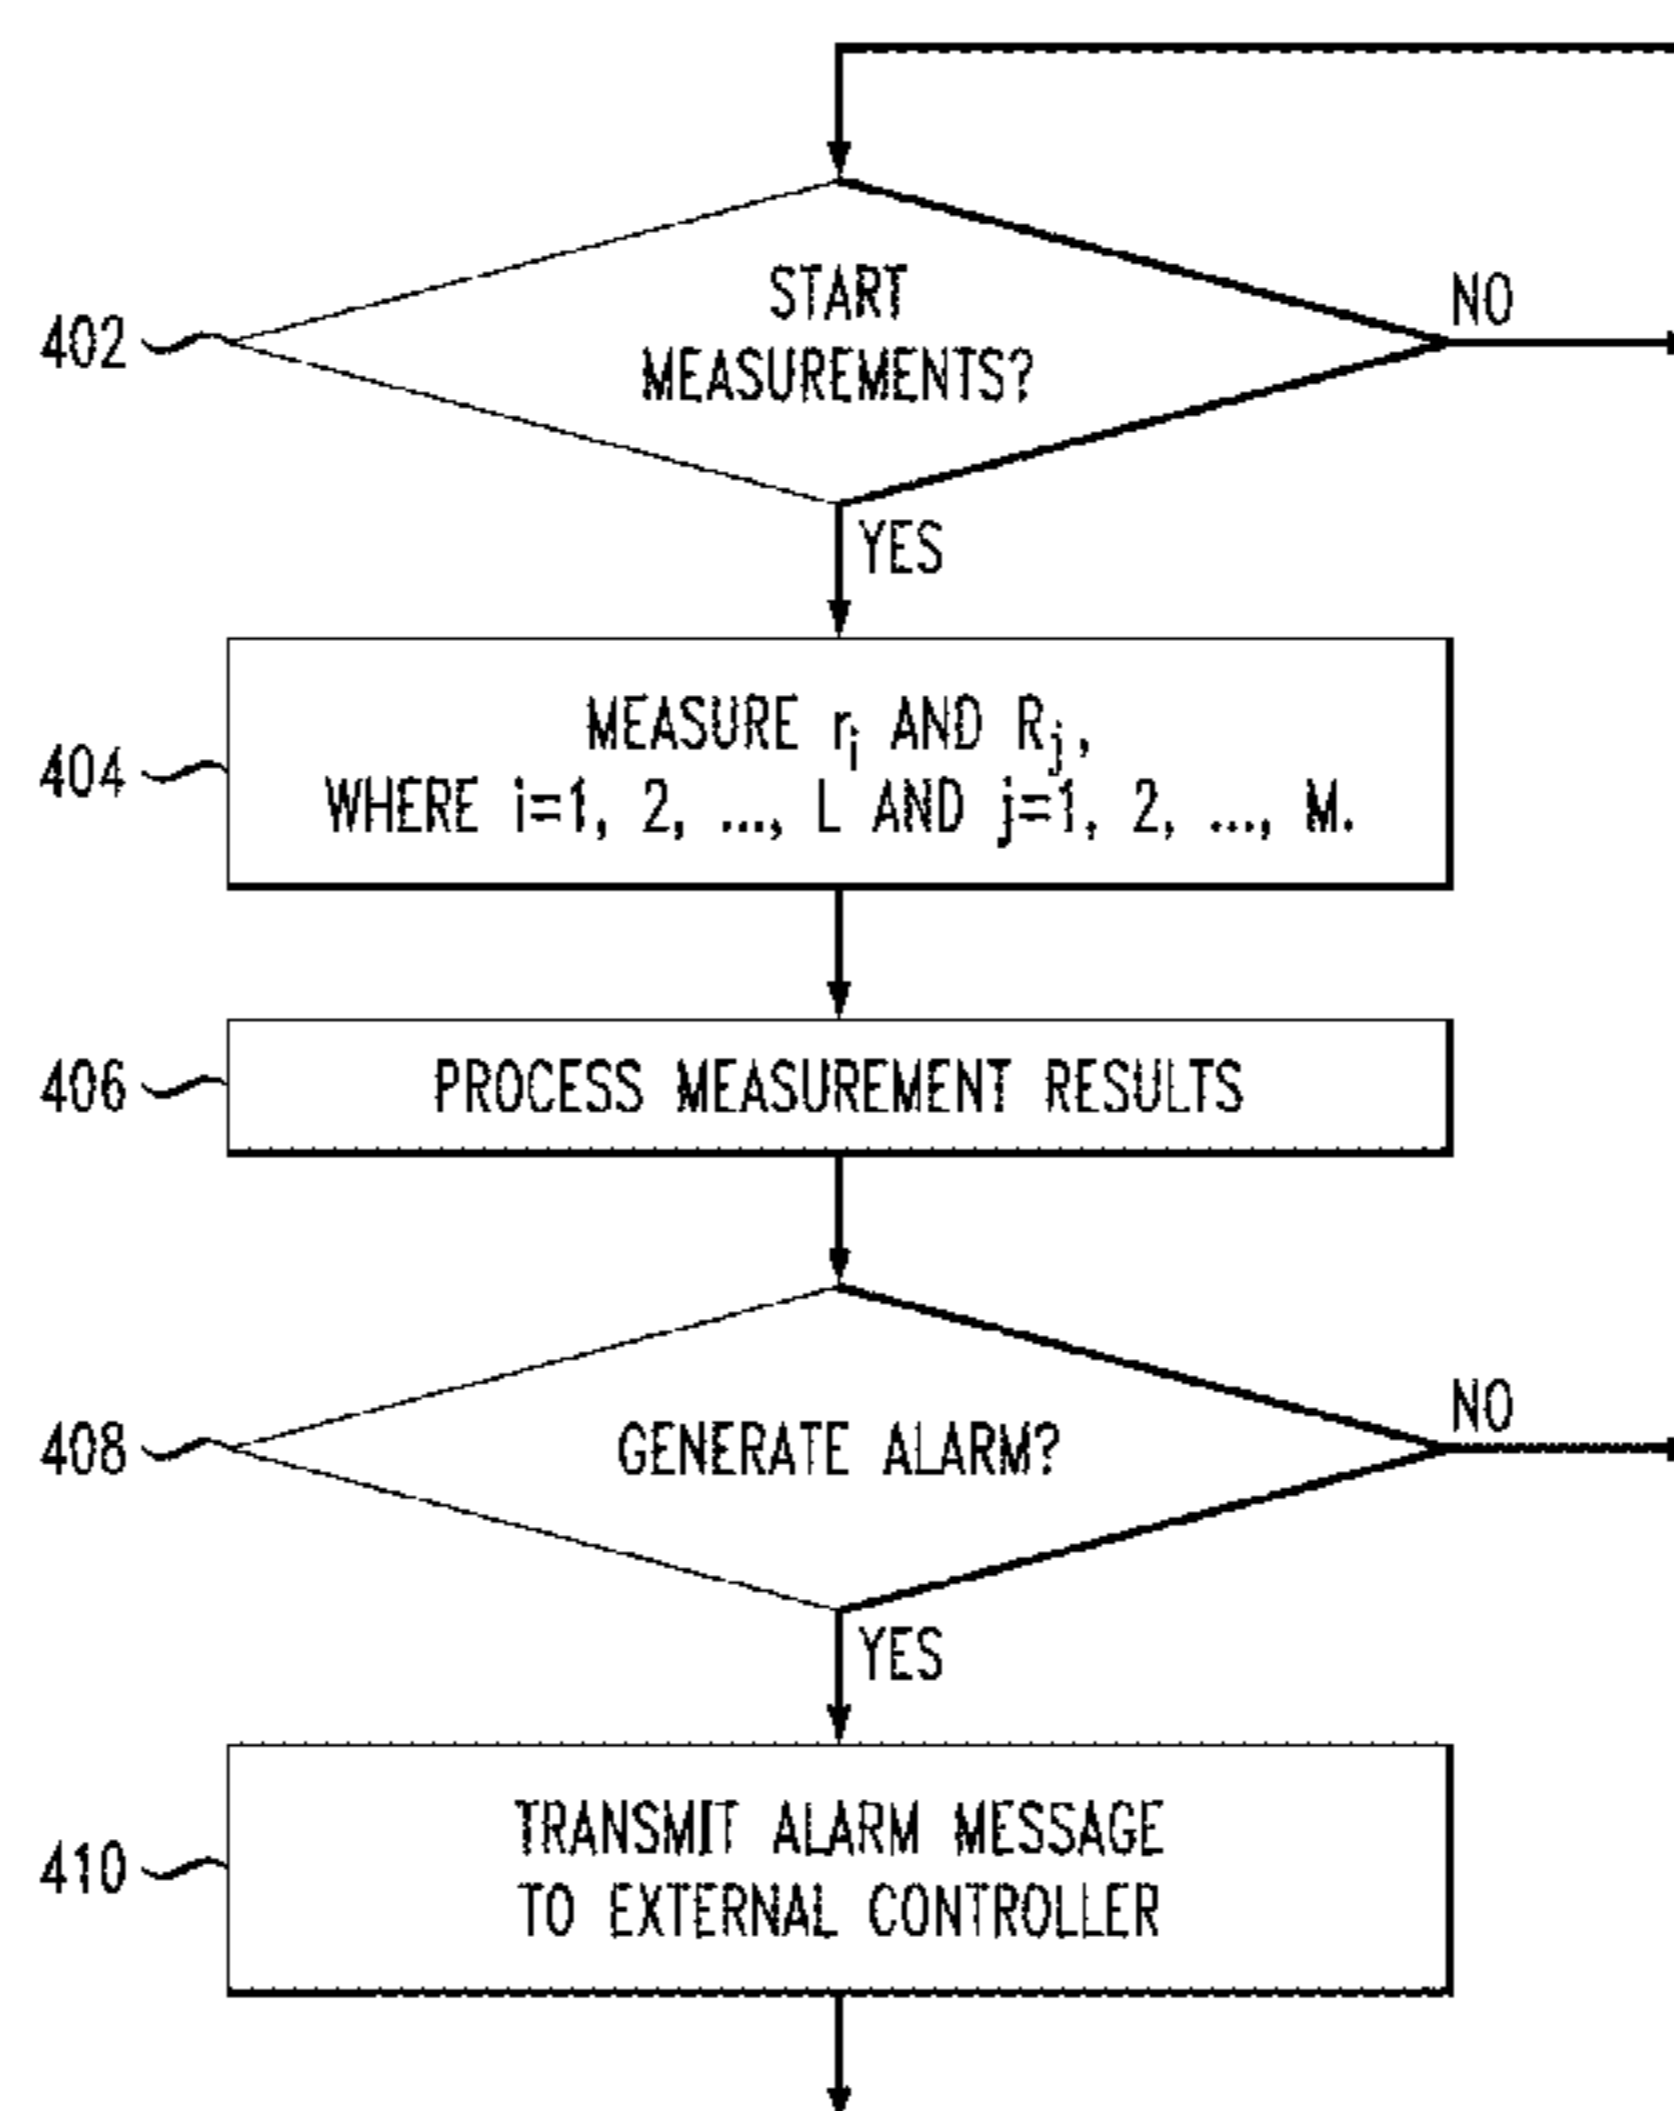 START
MEASUREMENTS?
NO
402
YES
MEASURE ri AND Rj,
WHERE i=1, 2, ..., L AND j=1, 2, ..., M.
404
PROCESS MEASUREMENT RESULTS
406
GENERATE ALARM?
NO
408
YES
TRANSMIT ALARM MESSAGE
TO EXTERNAL CONTROLLER
410